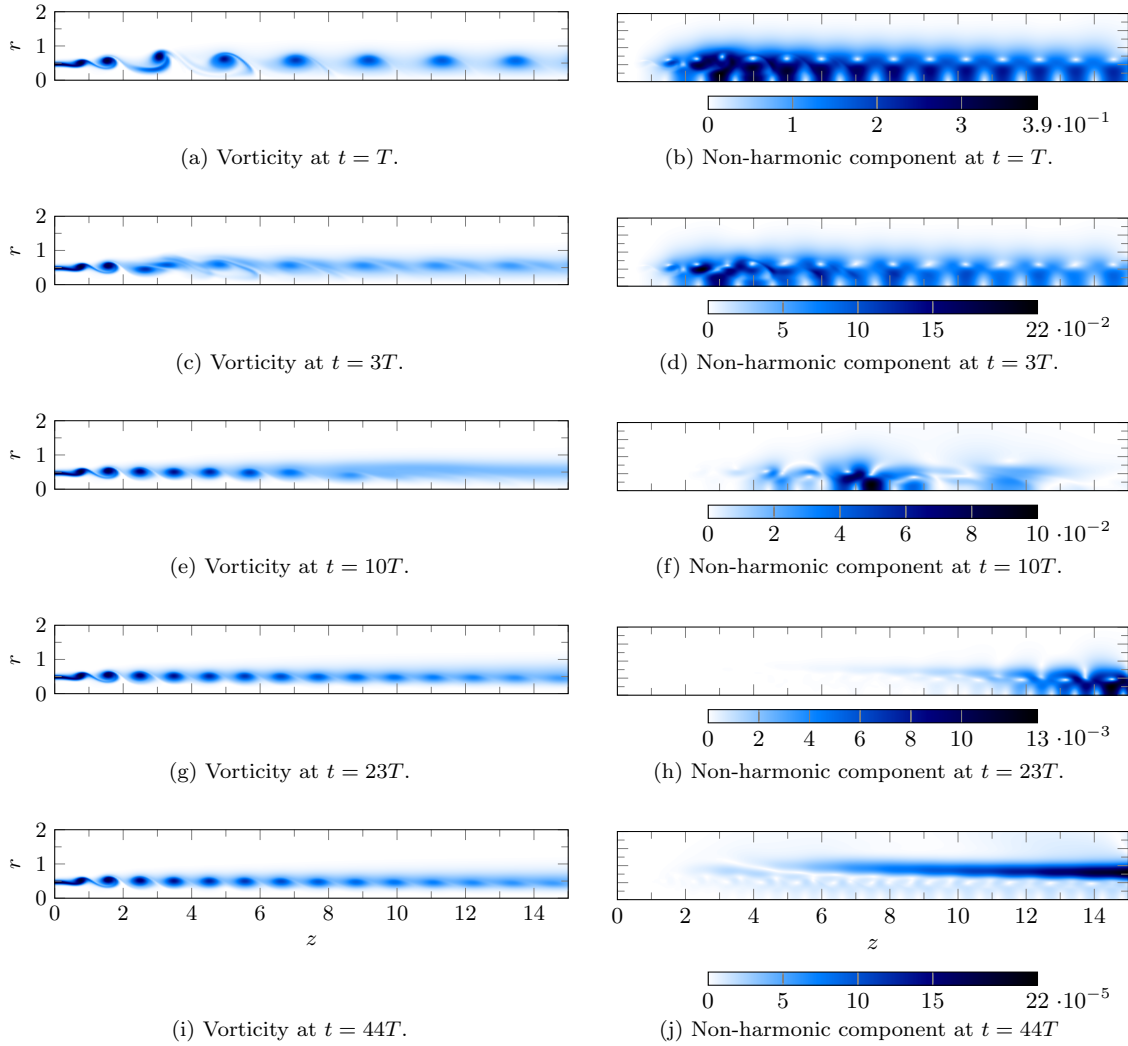 2
1
0
r
0 1 2 3 3.9 ·10−1
(a) Vorticity at t = T.
(b) Non-harmonic component at t = T.
2
1
0
r
0 5 10 15 22 ·10−2
(c) Vorticity at t = 3T.
(d) Non-harmonic component at t = 3T.
2
1
0
r
0 2 4 6 8 10 ·10−2
(e) Vorticity at t = 10T.
(f) Non-harmonic component at t = 10T.
2
1
0
r
0 2 4 6 8 10 13 ·10−3
(g) Vorticity at t = 23T.
(h) Non-harmonic component at t = 23T.
2
1
0
r
0 2 4 6 8 10 12 14
z
0 2 4 6 8 10 12 14
z
0 5 10 15 22 ·10−5
(i) Vorticity at t = 44T.
(j) Non-harmonic component at t = 44T